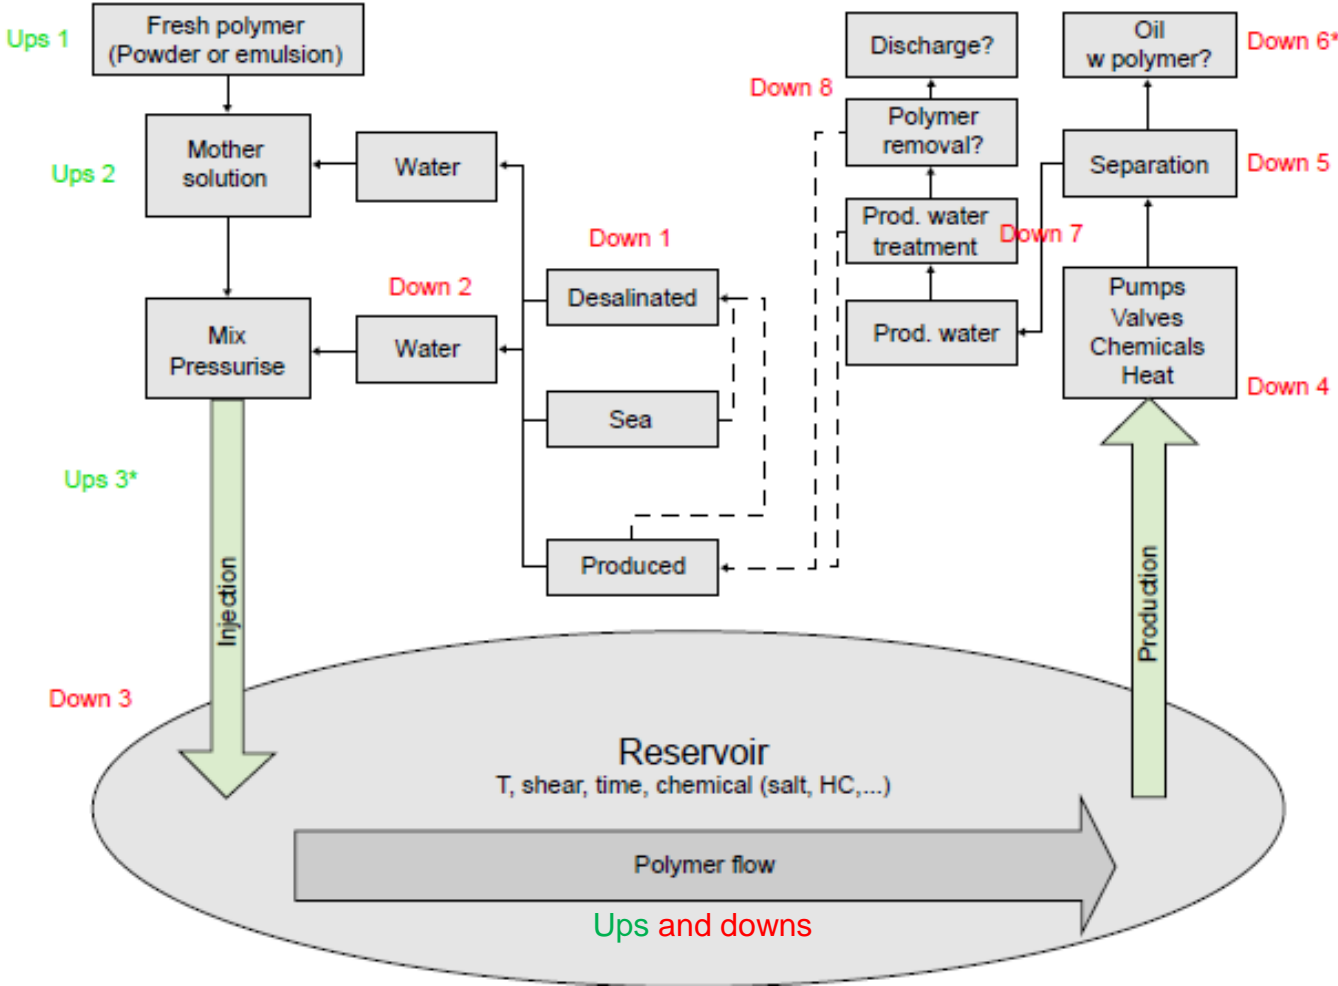 Ups 1
Fresh polymer
(Powder or emulsion)
Ups 2
Mother
solution
Water
Down 1
Down 2
Desalinated
Mix
Pressurise
Water
Sea
Ups 3*
Produced
Injection
Down 3
Discharge?
Down 8
Polymer
removal?
Prod. water
treatment
Down 7
Prod. water
Oil
w polymer?
Down 6*
Separation
Down 5
Pumps
Valves
Chemicals
Heat
Down 4
Production
Reservoir
T, shear, time, chemical (salt, HC,...)
Polymer flow
Ups and downs